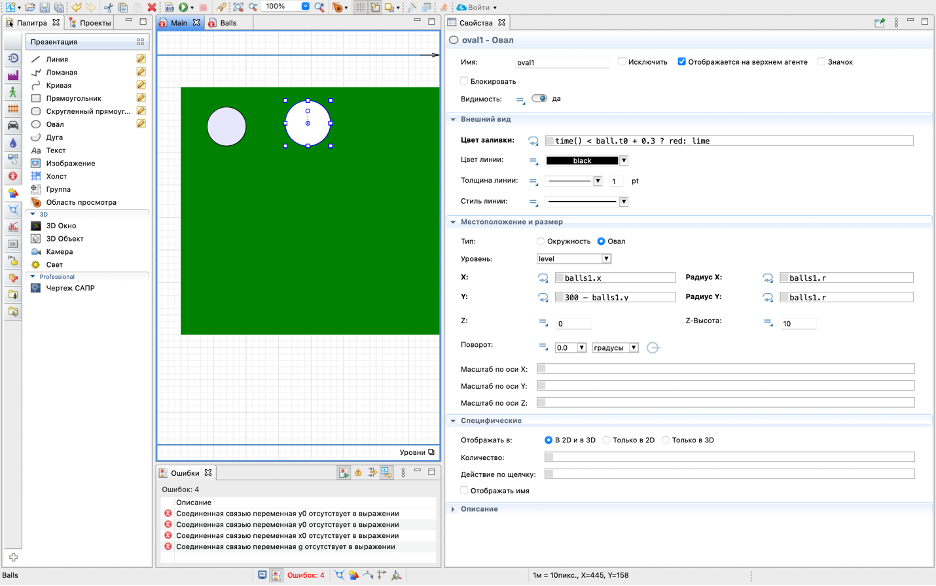 100%
Войти
Палитра
Проекты
Main
Balls
Свойства
Презентация
Линия
Ломаная
Кривая
Прямоугольник
Скругленный прямоуг...
Овал
Дуга
Aa Текст
Изображение
Холст
Группа
Область просмотра
3D
3D Окно
3D Объект
Камера
Свет
Professional
Чертеж САПР
Уровни
Ошибки
Ошибок: 4
Описание
Соединенная связью переменная y0 отсутствует в выражении
Соединенная связью переменная y0 отсутствует в выражении
Соединенная связью переменная x0 отсутствует в выражении
Соединенная связью переменная g отсутствует в выражении
oval1 - Овал
Имя: oval1 Исключить Отображается на верхнем агенте Значок
Блокировать
Видимость: да
Внешний вид
Цвет заливки: time() < ball.t0 + 0.3 ? red: lime
Цвет линии: black
Толщина линии: 1 pt
Стиль линии:
Местоположение и размер
Тип: Окружность Овал
Уровень: level
X: balls1.x Радиус X: balls1.r
Y: 300 - balls1.y Радиус Y: balls1.r
Z: 0 Z-Высота: 10
Поворот: 0.0 градусы
Масштаб по оси X:
Масштаб по оси Y:
Масштаб по оси Z:
Специфические
Отображать в: В 2D и в 3D Только в 2D Только в 3D
Количество:
Действие по щелчку:
Отображать имя
Описание
Balls
Ошибок: 4
1м = 10пикс., X=445, Y=158